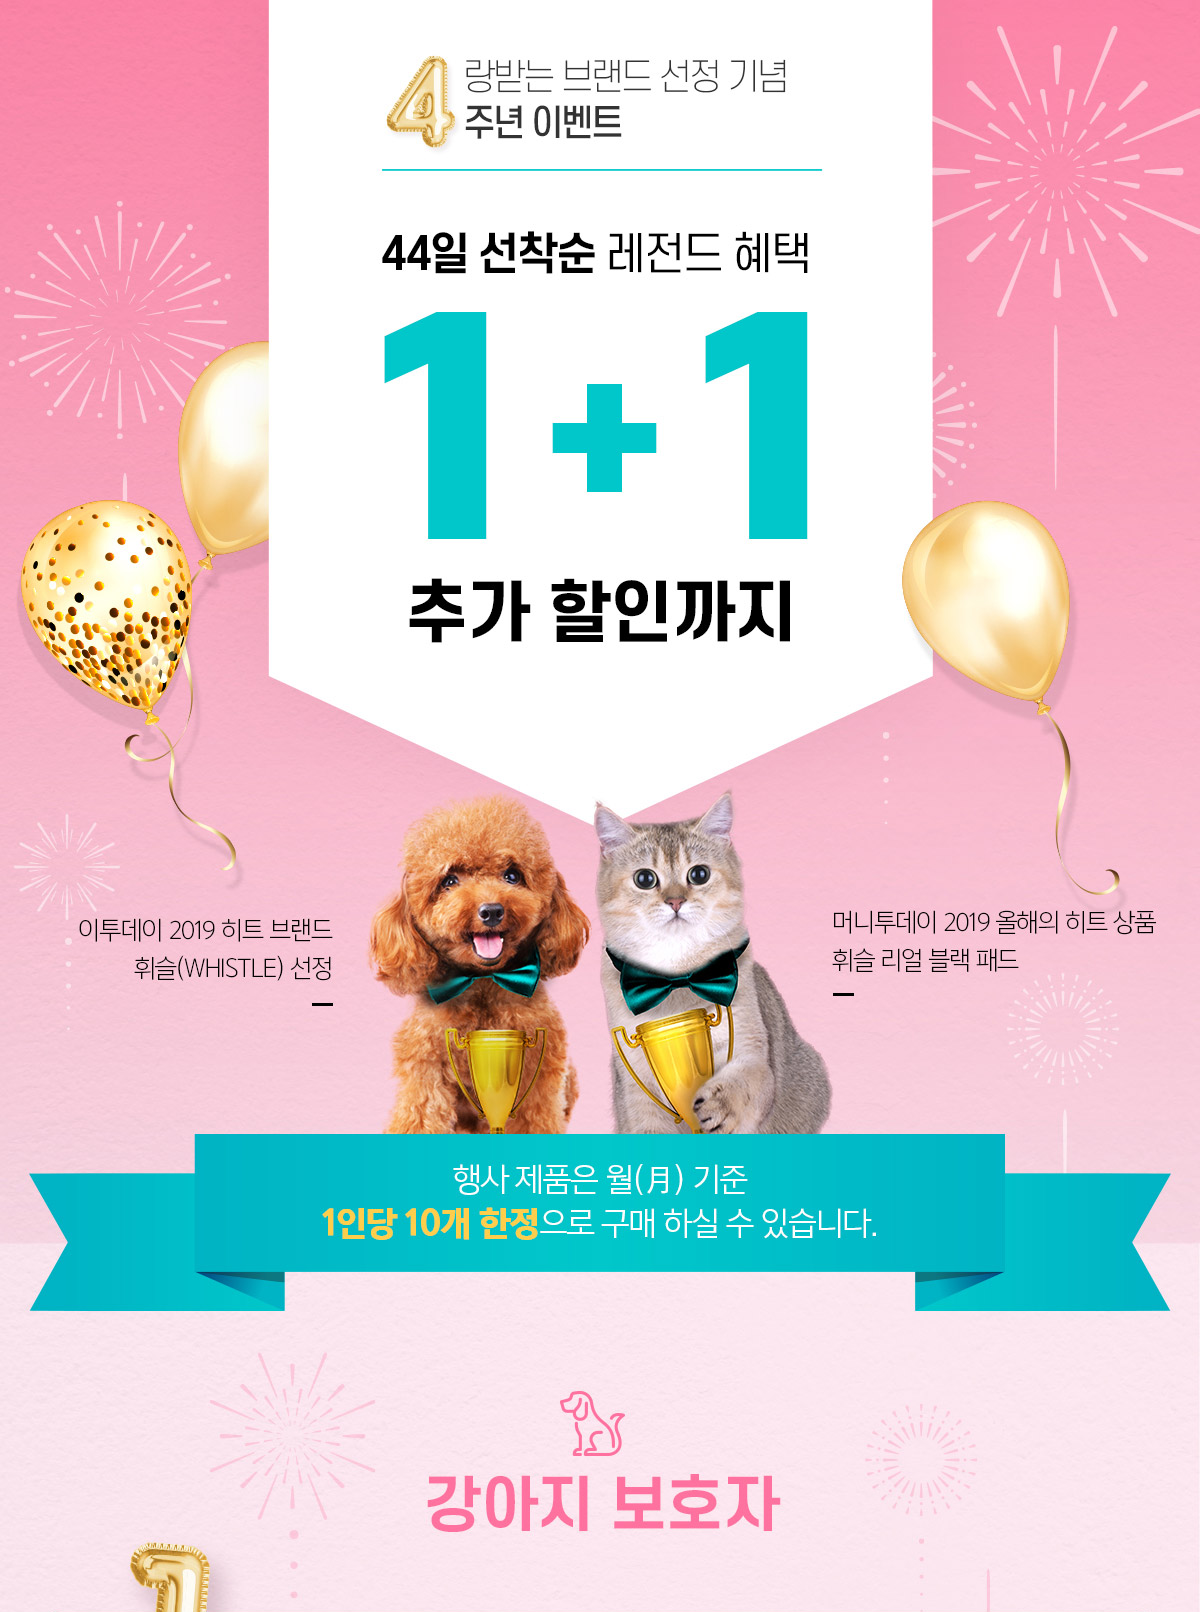 4랑받는 브랜드 선정 기념
주년 이벤트
44일 선착순 레전드 혜택
1+1
추가 할인까지
이투데이 2019 히트 브랜드
휘슬(WHISTLE) 선정
머니투데이 2019 올해의 히트 상품
휘슬 리얼 블랙 패드
행사 제품은 월(月) 기준
1인당 10개 한정으로 구매 하실 수 있습니다.
강아지 보호자
1